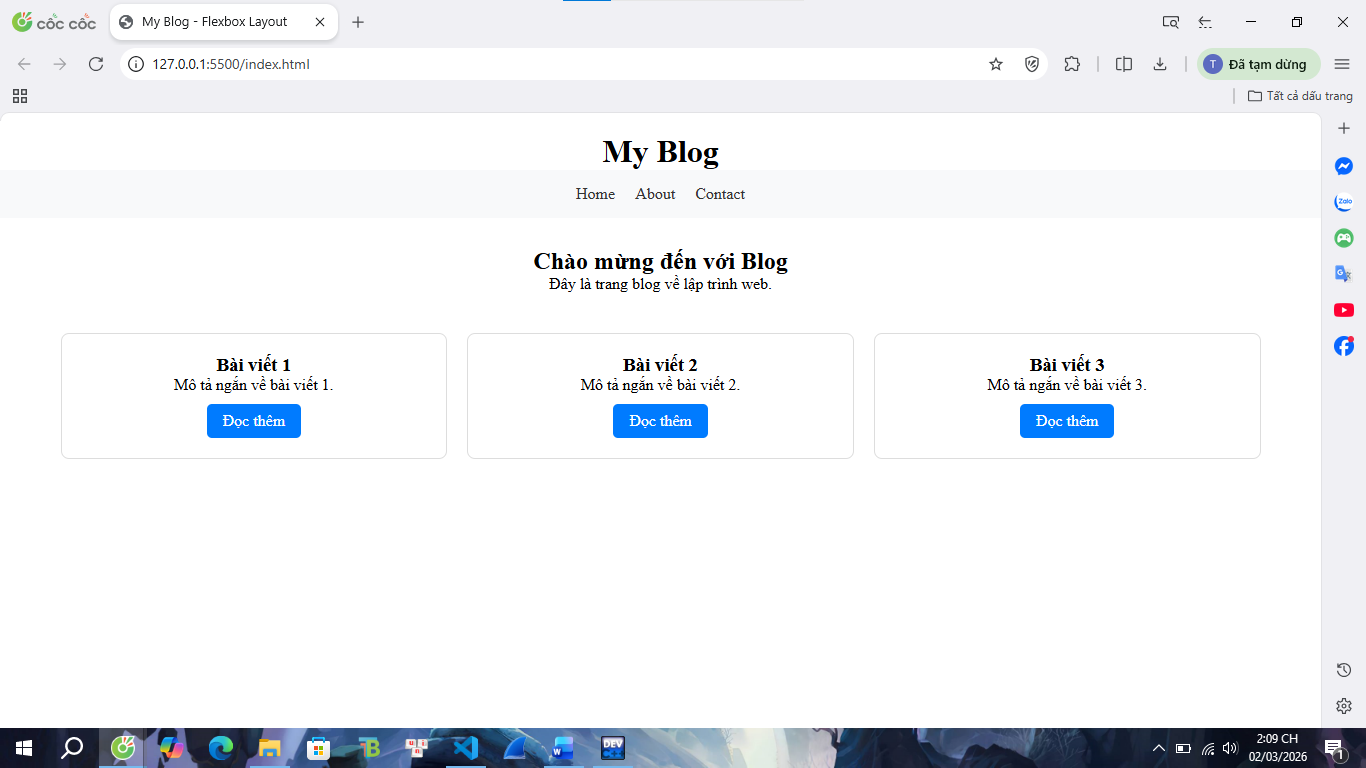 cốc cốc
My Blog - Flexbox Layout
127.0.0.1:5500/index.html
T
Đã tạm dừng
Tất cả dấu trang
My Blog
Home
About
Contact
Chào mừng đến với Blog
Đây là trang blog về lập trình web.
Bài viết 1
Mô tả ngắn về bài viết 1.
Đọc thêm
Bài viết 2
Mô tả ngắn về bài viết 2.
Đọc thêm
Bài viết 3
Mô tả ngắn về bài viết 3.
Đọc thêm
Zalo
DEV
2:09 CH
02/03/2026
1